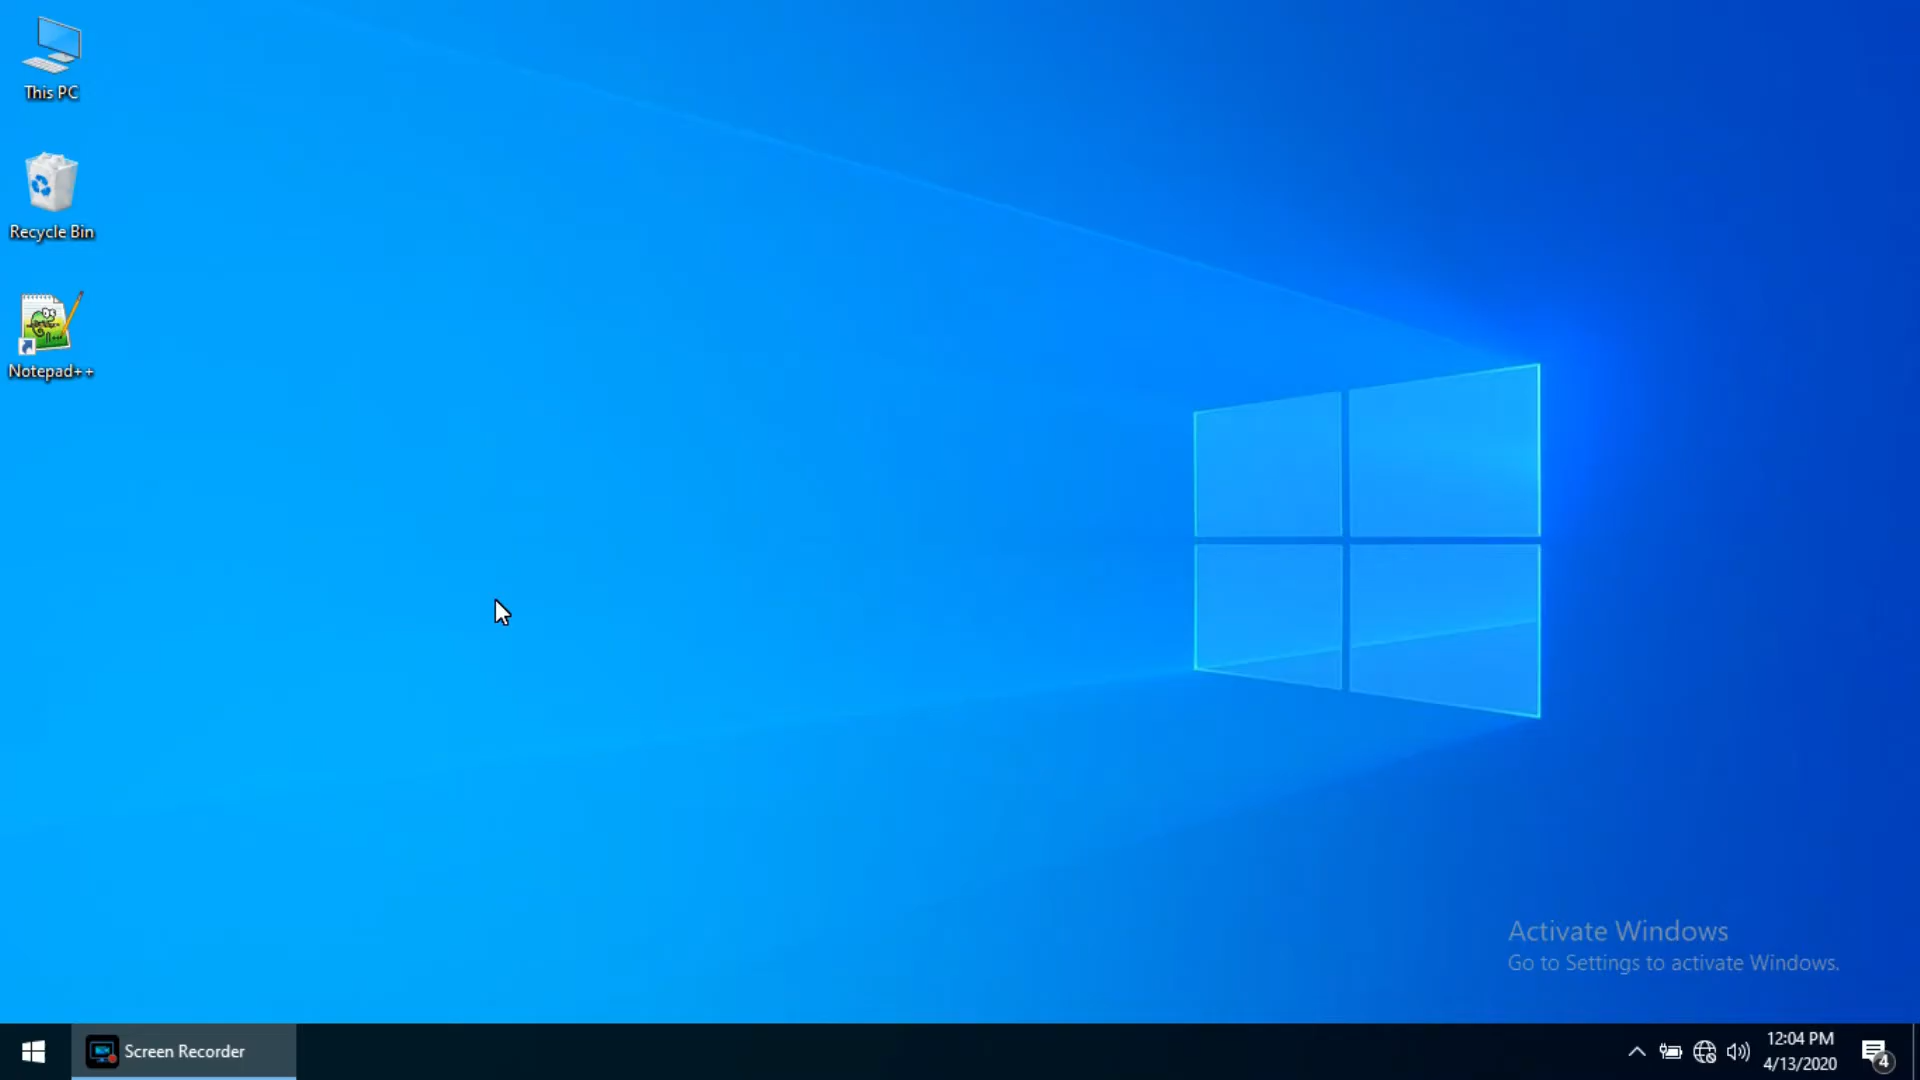 This PC
Recycle Bin
Notepad++
Activate Windows
Go to Settings to activate Windows.
Screen Recorder
12:04 PM
4/13/2020
4